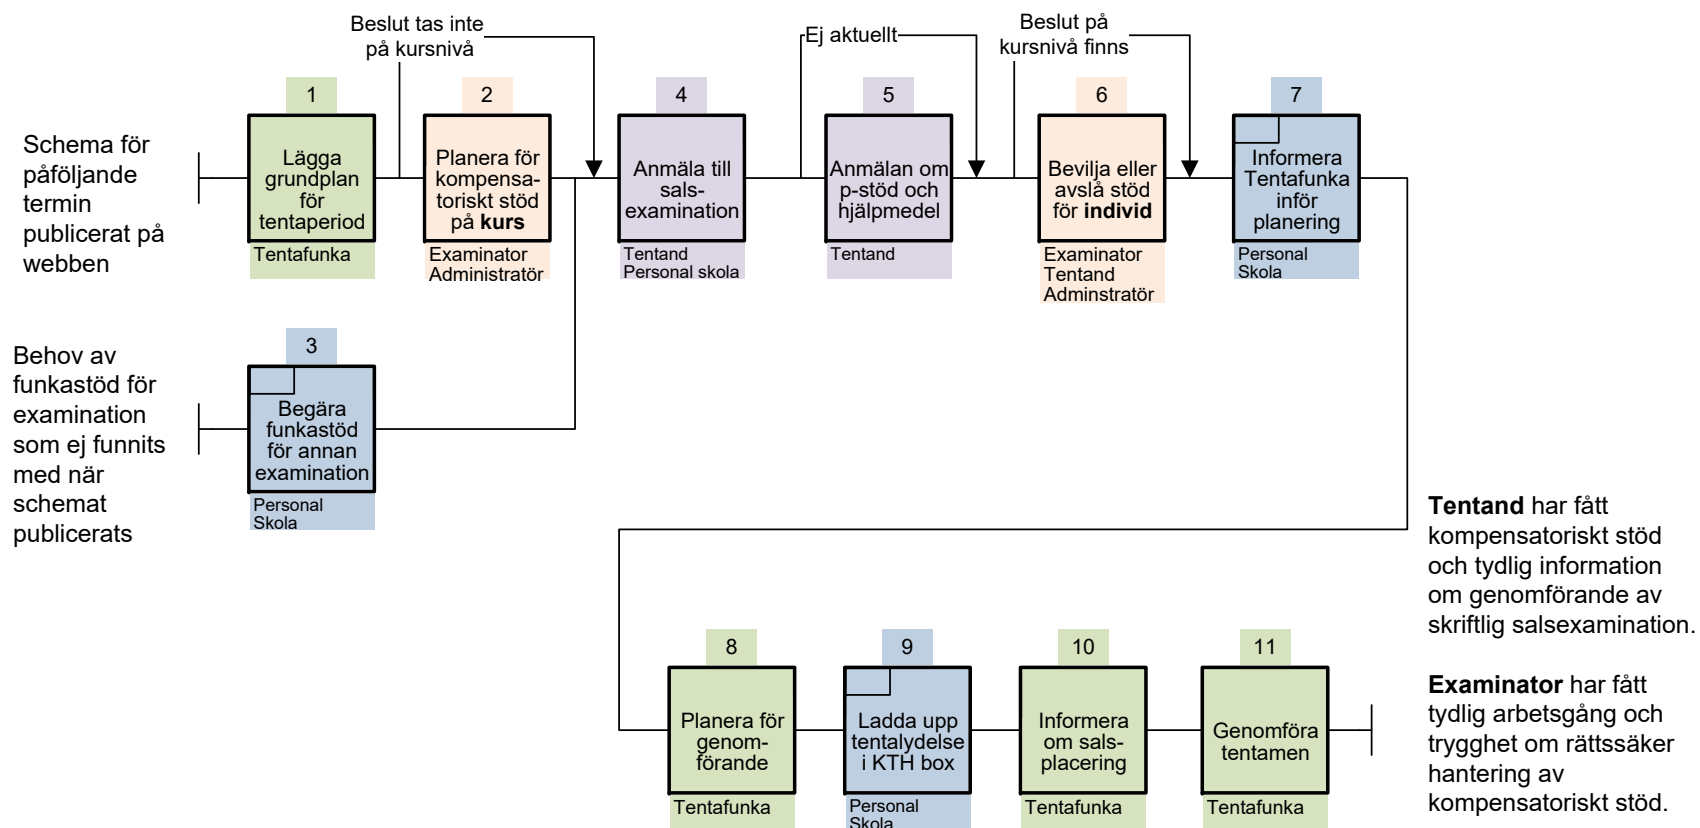 Beslut tas inte
på kursnivå
Ej aktuellt
Beslut på
kursnivå finns
Schema för
påföljande
termin
publicerat på
webben
1
Lägga
grundplan
för
tentaperiod
Tentafunka
2
Planera för
kompensa-
toriskt stöd
på kurs
Examinator
Administratör
4
Anmäla till
sals-
examination
Tentand
Personal skola
5
Anmälan om
p-stöd och
hjälpmedel
Tentand
6
Bevilja eller
avslå stöd
för individ
Examinator
Tentand
Adminstratör
7
Informera
Tentafunka
inför
planering
Personal
Skola
Behov av
funkastöd för
examination
som ej funnits
med när
schemat
publicerats
3
Begära
funkastöd
för annan
examination
Personal
Skola
8
Planera för
genom-
förande
Tentafunka
9
Ladda upp
tentalydelse
i KTH box
Personal
Skola
10
Informera
om sals-
placering
Tentafunka
11
Genomföra
tentamen
Tentafunka
Tentand har fått
kompensatoriskt stöd
och tydlig information
om genomförande av
skriftlig salsexamination.
Examinator har fått
tydlig arbetsgång och
trygghet om rättssäker
hantering av
kompensatoriskt stöd.